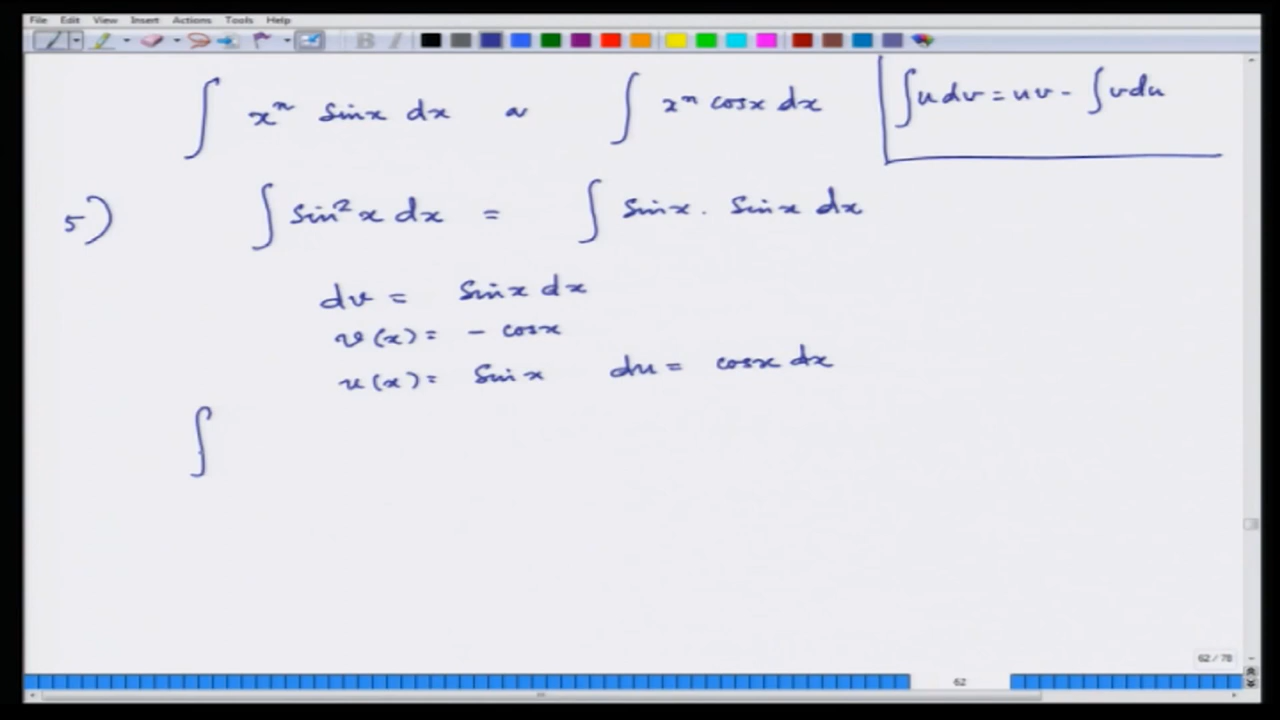 File Edit View Insert Actions Tools Help
∫ xⁿ sinx dx ~ ∫ xⁿ cosx dx
∫u dv = uv - ∫v du
5) ∫ sin² x dx = ∫ sinx . sinx dx
dv = sinx dx
v(x) = - cosx
u(x) = sinx du = cosx dx
∫
62 / 78
62